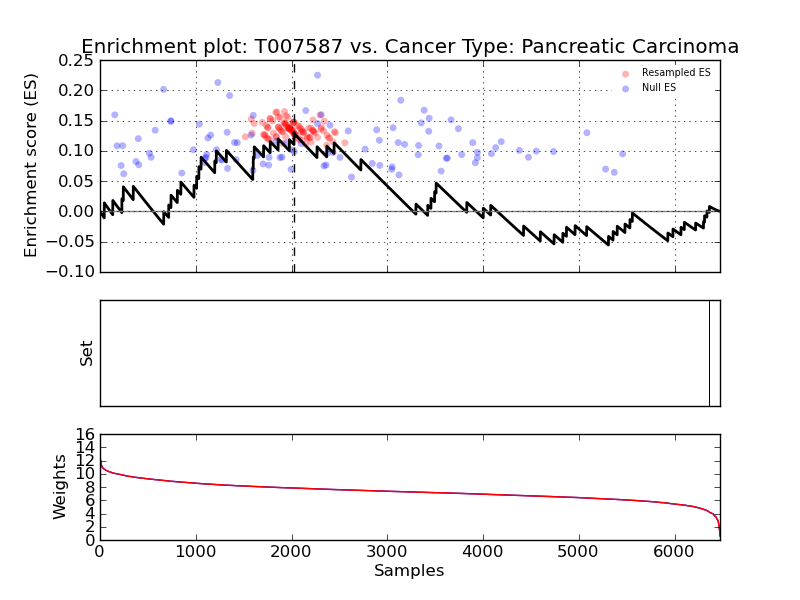 Enrichment plot: T007587 vs. Cancer Type: Pancreatic Carcinoma
0.25
0.20
0.15
0.10
0.05
0.00
−0.05
−0.10
Enrichment score (ES)
Resampled ES
Null ES
Set
16
14
12
10
8
6
4
2
0
Weights
0 1000 2000 3000 4000 5000 6000
Samples